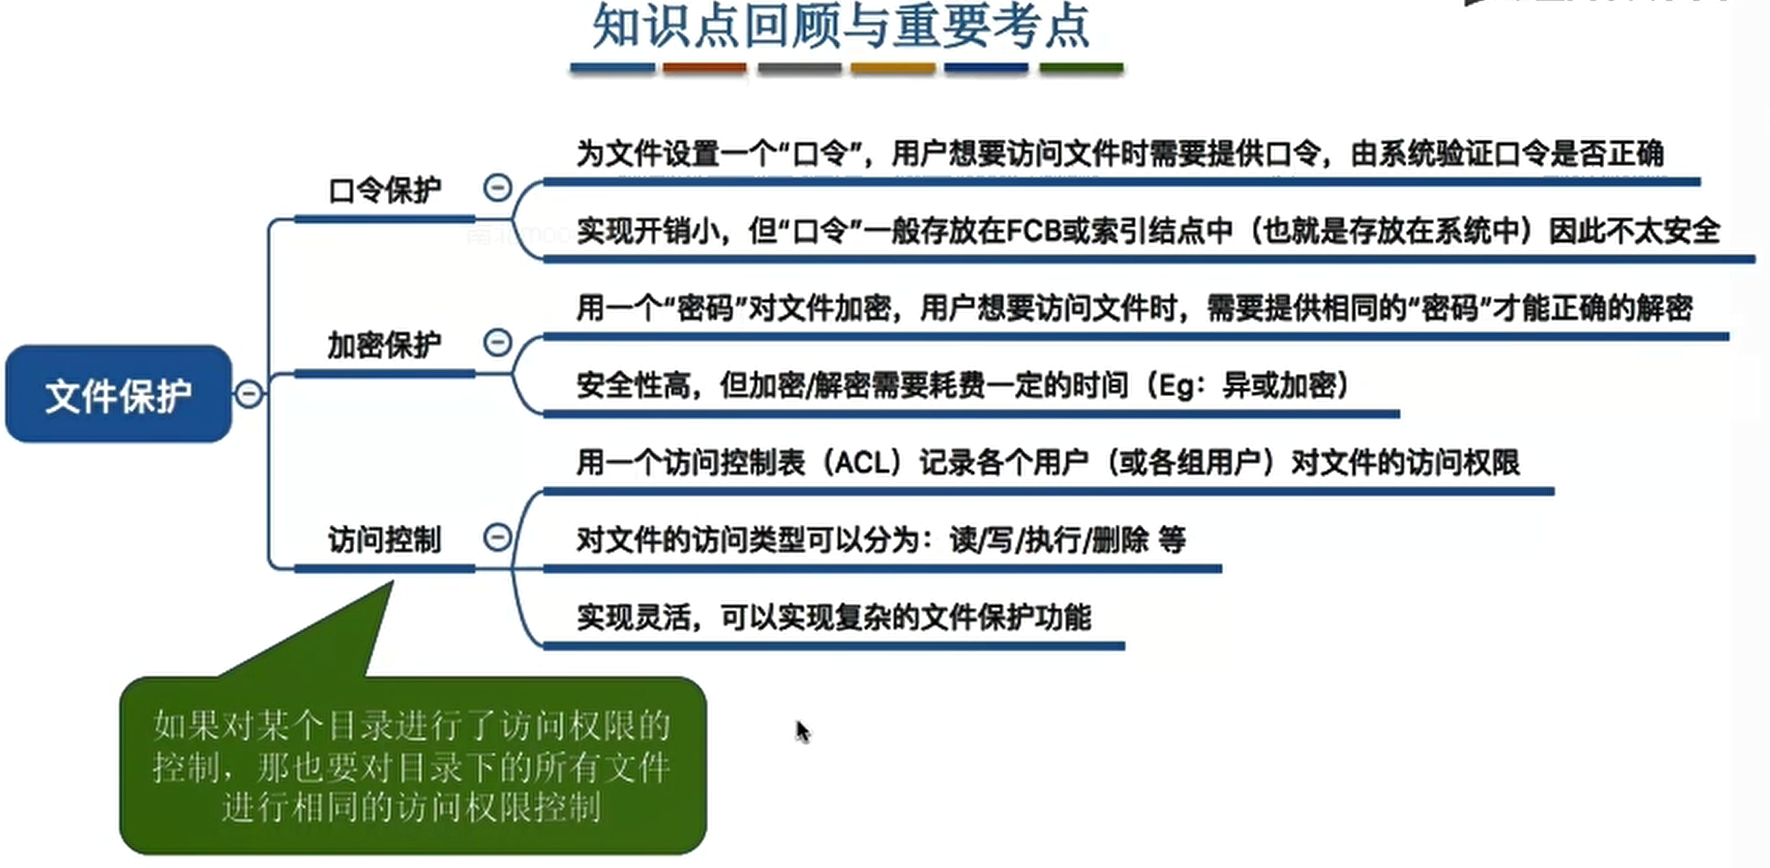 知识点回顾与重要考点
文件保护
口令保护
为文件设置一个“口令”，用户想要访问文件时需要提供口令，由系统验证口令是否正确
实现开销小，但“口令”一般存放在FCB或索引结点中（也就是存放在系统中）因此不太安全
加密保护
用一个“密码”对文件加密，用户想要访问文件时，需要提供相同的“密码”才能正确的解密
安全性高，但加密/解密需要耗费一定的时间（Eg：异或加密）
访问控制
用一个访问控制表（ACL）记录各个用户（或各组用户）对文件的访问权限
对文件的访问类型可以分为：读/写/执行/删除 等
实现灵活，可以实现复杂的文件保护功能
如果对某个目录进行了访问权限的
控制，那也要对目录下的所有文件
进行相同的访问权限控制